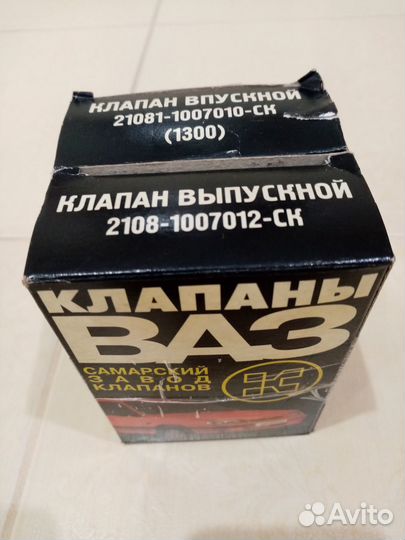 КЛАПАН ВПУСКНОЙ
21081-1007010-СК
(1300)
КЛАПАН ВЫПУСКНОЙ
2108-1007012-СК
КЛАПАНЫ
ВАЗ
САМАРСКИЙ
ЗАВОД
КЛАПАНОВ
Avito